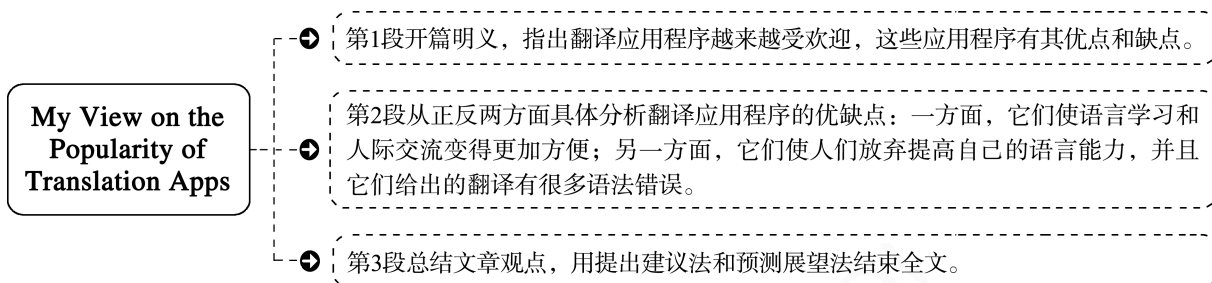 第1段开篇明义，指出翻译应用程序越来越受欢迎，这些应用程序有其优点和缺点。
My View on the
Popularity of
Translation Apps
第2段从正反两方面具体分析翻译应用程序的优缺点：一方面，它们使语言学习和
人际交流变得更加方便；另一方面，它们使人们放弃提高自己的语言能力，并且
它们给出的翻译有很多语法错误。
第3段总结文章观点，用提出建议法和预测展望法结束全文。